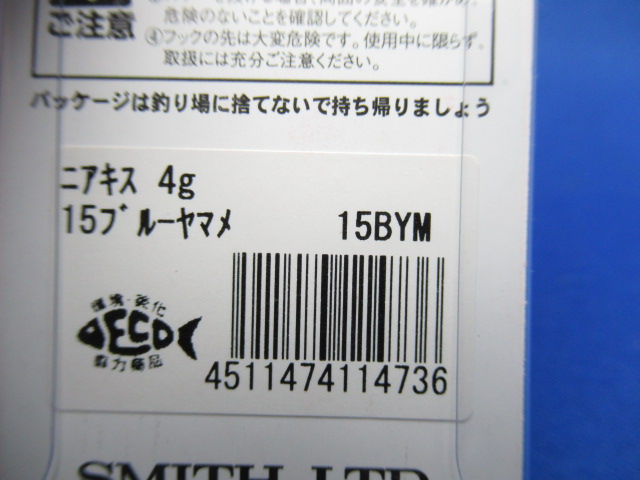 ご注意
危険のないことを確認してください。
④フックの先は大変危険です。使用中に限らず、
取扱には充分ご注意ください。
パッケージは釣り場に捨てないで持ち帰りましょう
ニアキス 4g
15ブルーヤマメ 15BYM
環境・美化
ECO
協力商品
4511474114736
SMITH LTD